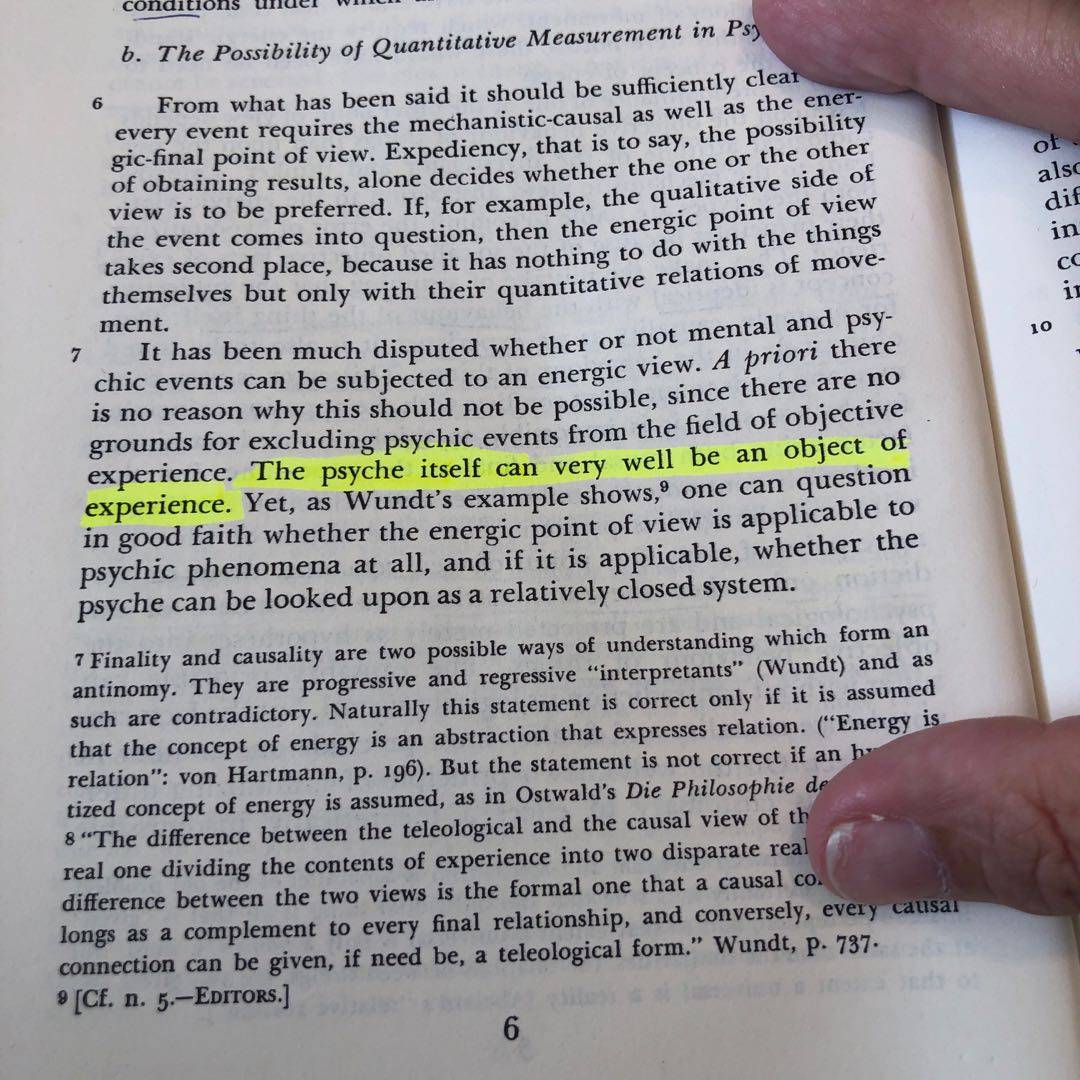 conditions under which
b. The Possibility of Quantitative Measurement in
6 From what has been said it should be sufficiently clear
every event requires the mechanistic-causal as well as the ener-
gic-final point of view. Expediency, that is to say, the possibility
of obtaining results, alone decides whether the one or the other
view is to be preferred. If, for example, the qualitative side of
the event comes into question, then the energic point of view
takes second place, because it has nothing to do with the things
themselves but only with their quantitative relations of move-
ment.
7 It has been much disputed whether or not mental and psy-
chic events can be subjected to an energic view. A priori there
is no reason why this should not be possible, since there are no
grounds for excluding psychic events from the field of objective
experience. The psyche itself can very well be an object of
experience. Yet, as Wundt's example shows,⁹ one can question
in good faith whether the energic point of view is applicable to
psychic phenomena at all, and if it is applicable, whether the
psyche can be looked upon as a relatively closed system.
7 Finality and causality are two possible ways of understanding which form an
antinomy. They are progressive and regressive “interpretants” (Wundt) and as
such are contradictory. Naturally this statement is correct only if it is assumed
that the concept of energy is an abstraction that expresses relation. (“Energy is
relation”: von Hartmann, p. 196). But the statement is not correct if an
tized concept of energy is assumed, as in Ostwald's Die Philosophie
8 “The difference between the teleological and the causal view of
real one dividing the contents of experience into two disparate
difference between the two views is the formal one that a causal
longs as a complement to every final relationship, and conversely, every causal
connection can be given, if need be, a teleological form.” Wundt, p. 737.
9 [Cf. n. 5.—EDITORS.]
6
of
in
10